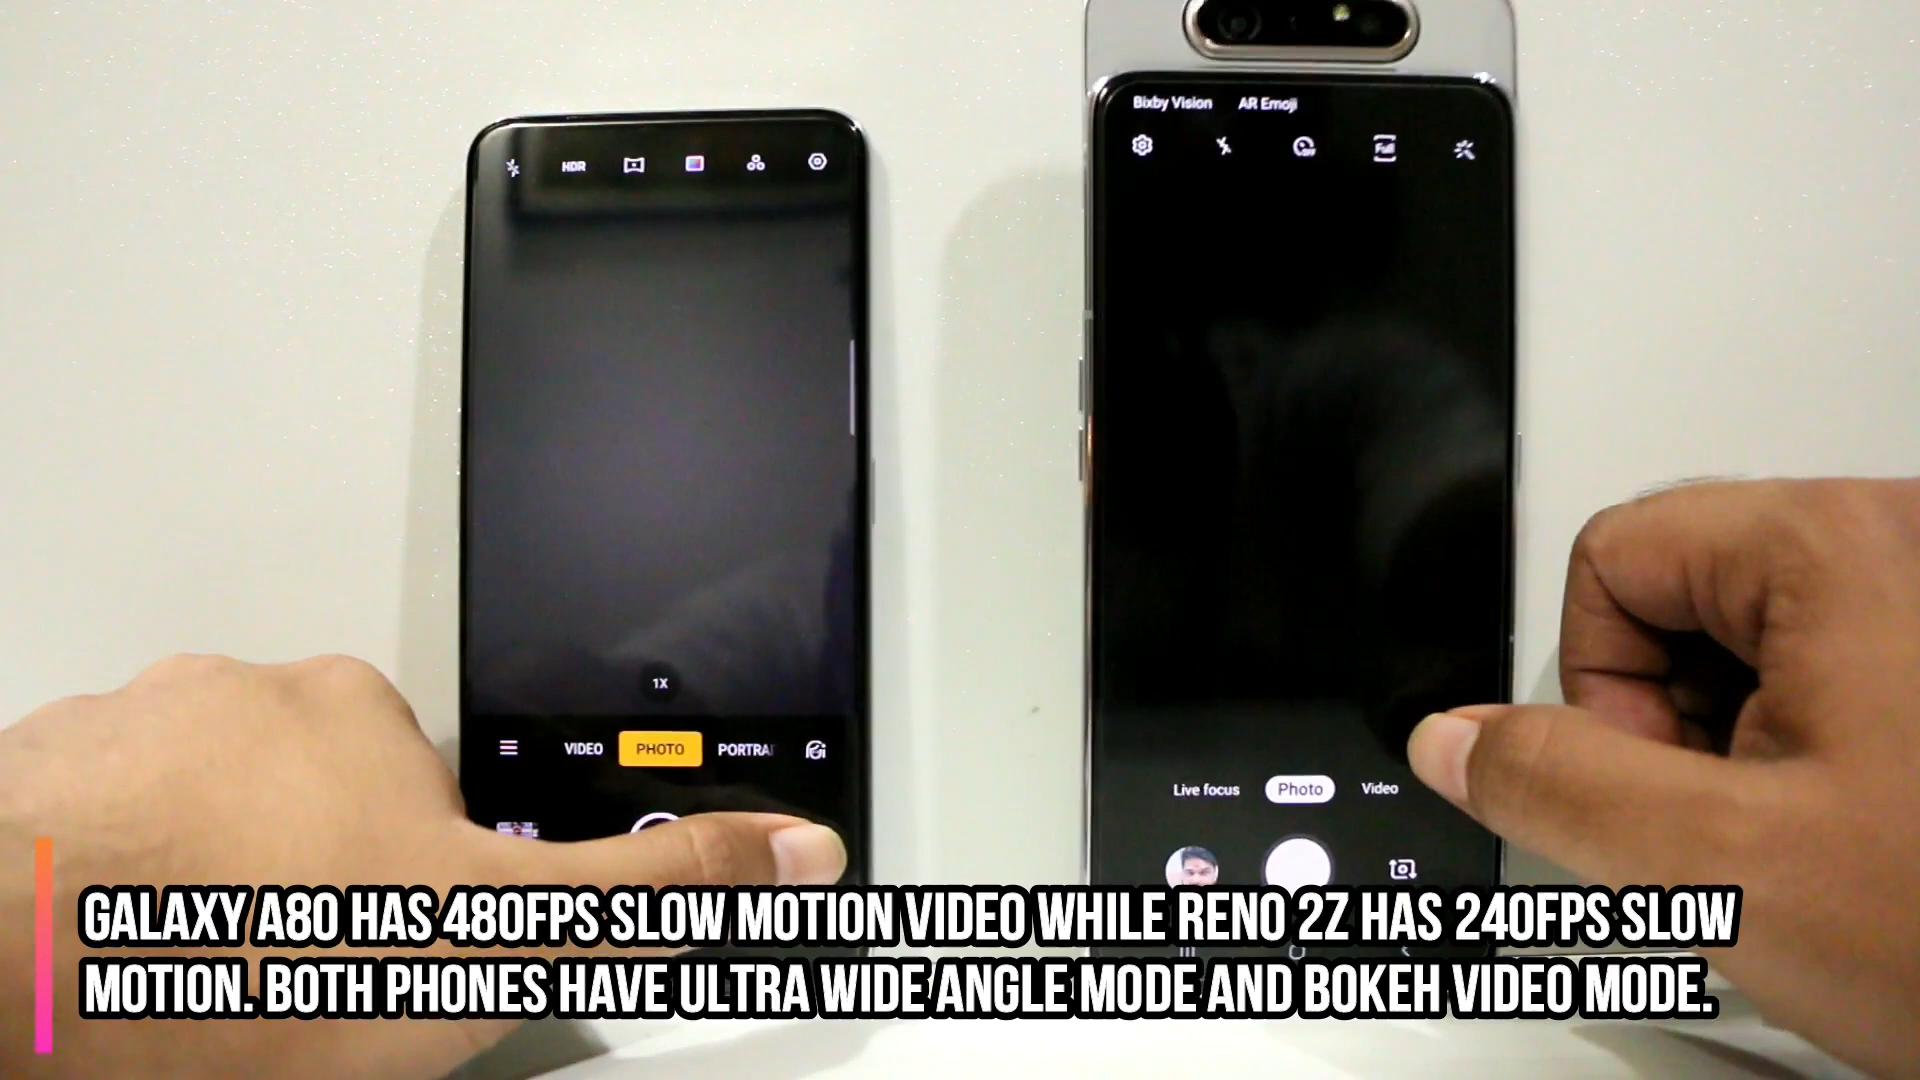 Bixby Vision AR Emoji
HDR
Full
OFF
1X
VIDEO PHOTO PORTRAI
Live focus Photo Video
GALAXY A80 HAS 480FPS SLOW MOTION VIDEO WHILE RENO 2Z HAS 240FPS SLOW
MOTION. BOTH PHONES HAVE ULTRA WIDE ANGLE MODE AND BOKEH VIDEO MODE.